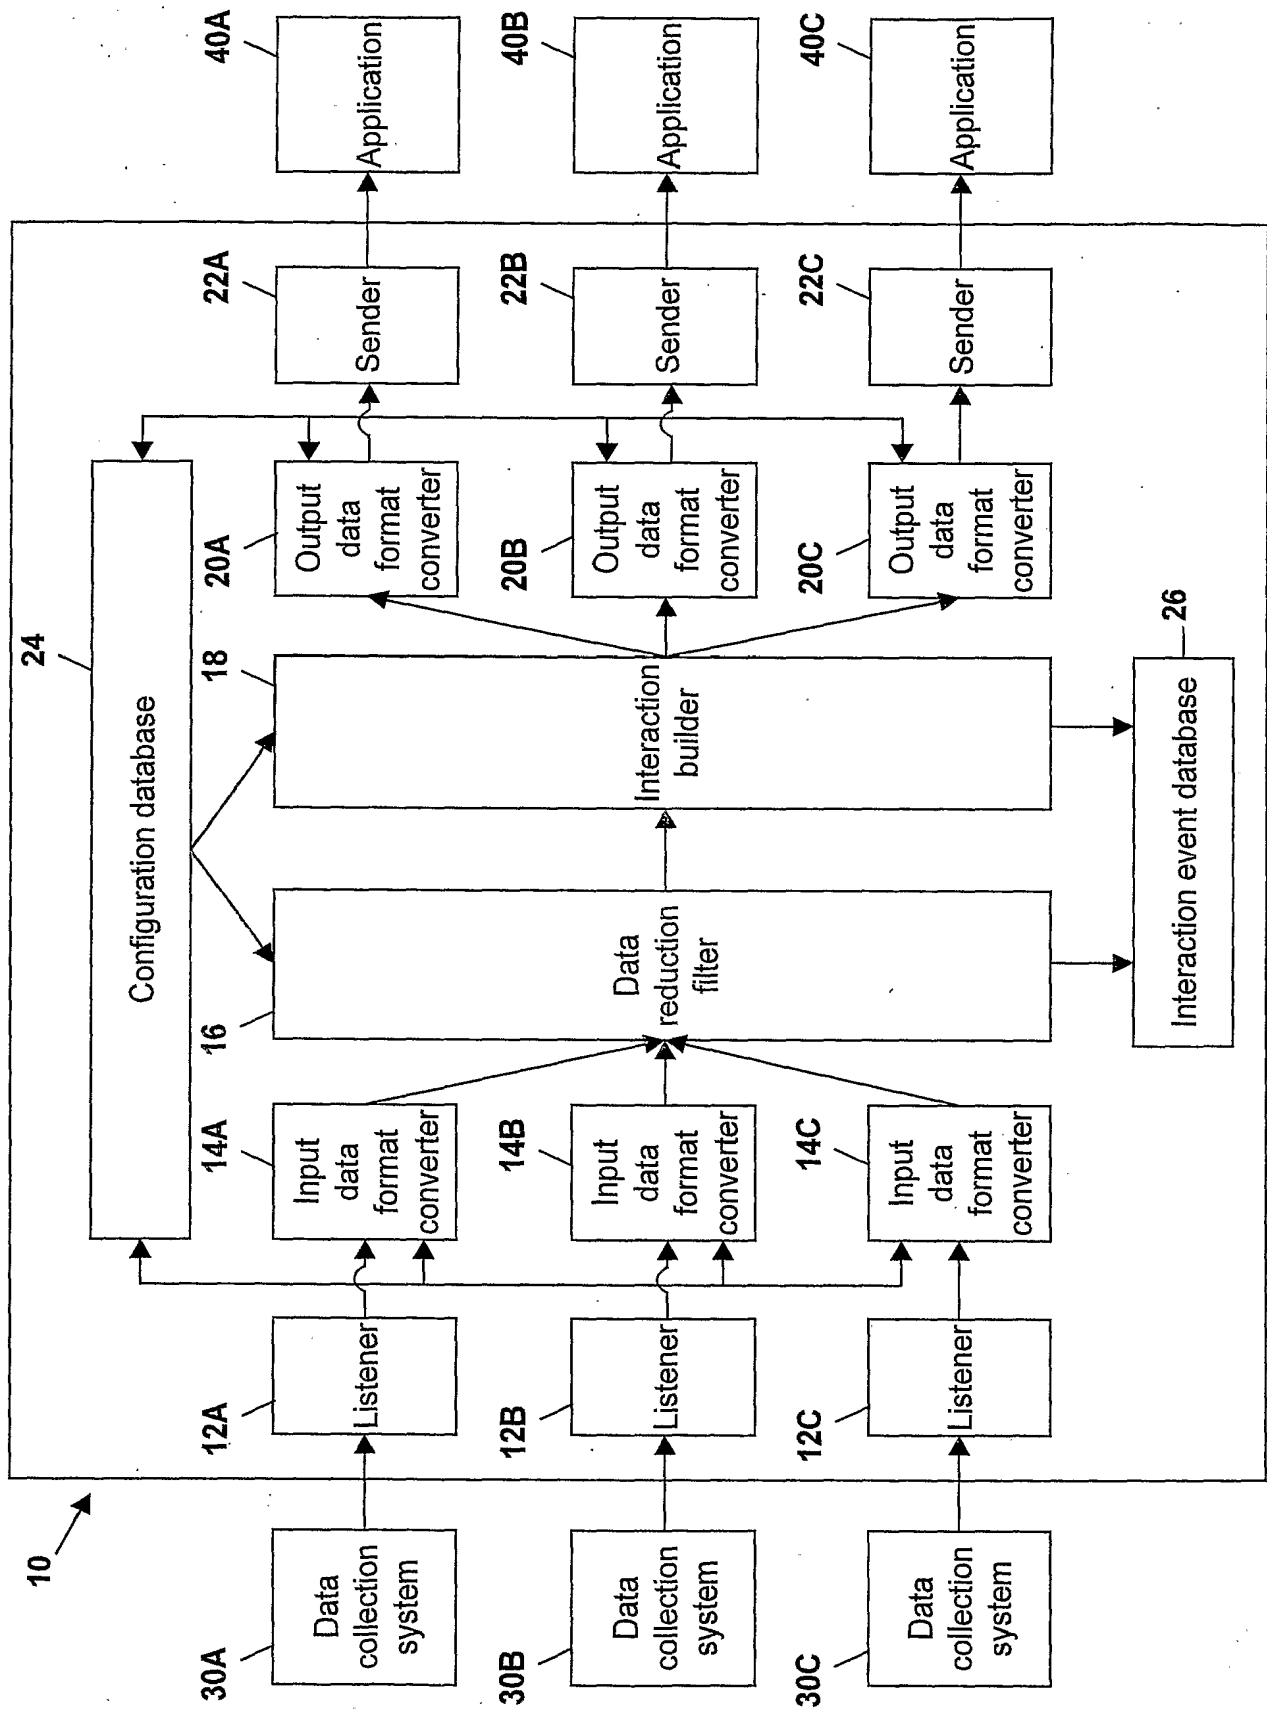 10
24
Configuration database
30A
Data
collection
system
12A
Listener
14A
Input
data
format
converter
16
Data
reduction
filter
18
Interaction
builder
20A
Output
data
format
converter
22A
Sender
40A
Application
30B
Data
collection
system
12B
Listener
14B
Input
data
format
converter
20B
Output
data
format
converter
22B
Sender
40B
Application
30C
Data
collection
system
12C
Listener
14C
Input
data
format
converter
20C
Output
data
format
converter
22C
Sender
40C
Application
26
Interaction event database